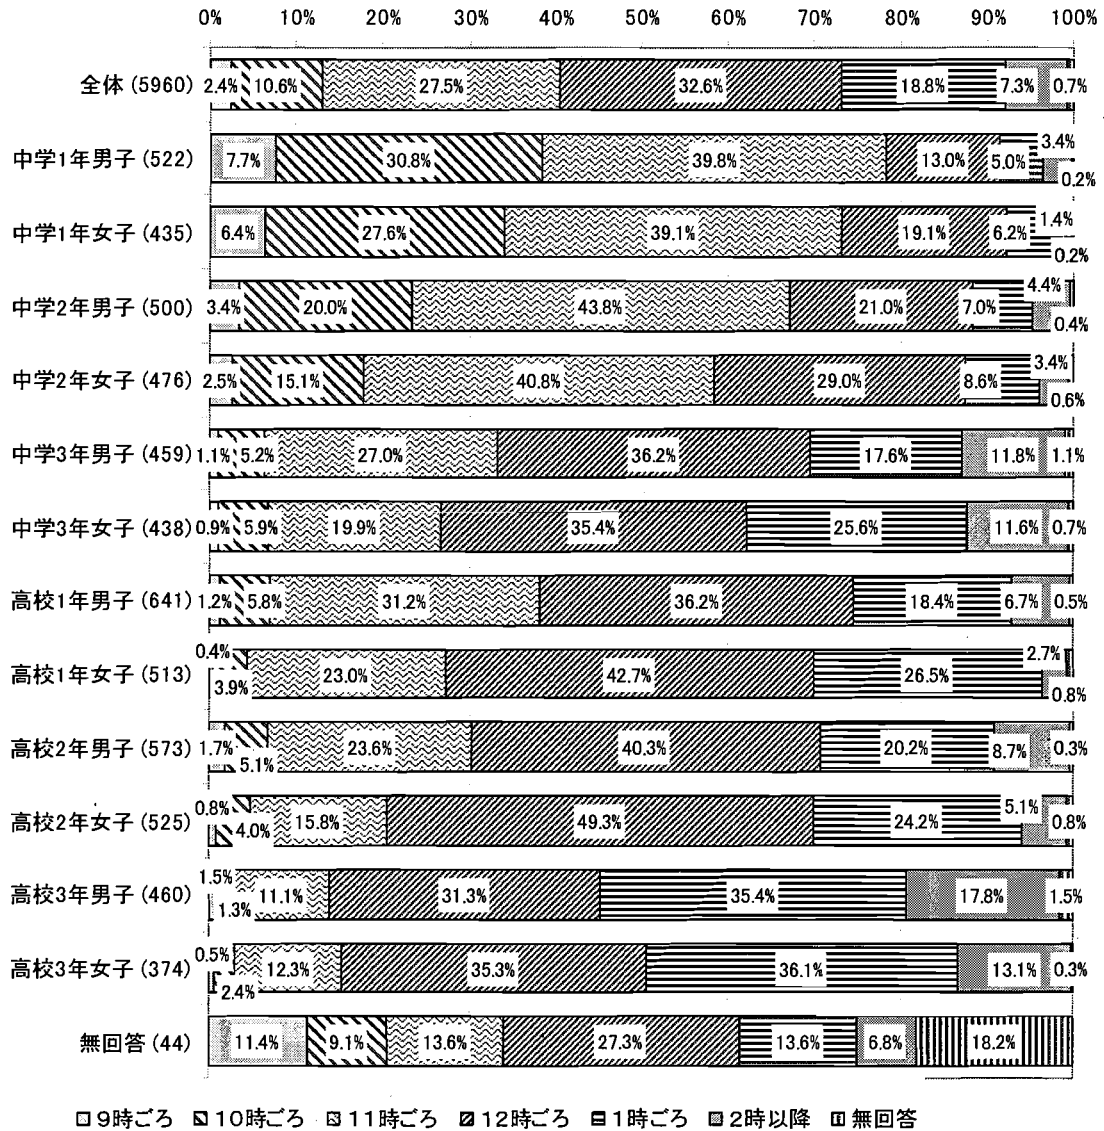 0% 10% 20% 30% 40% 50% 60% 70% 80% 90% 100%
全体(5960) 2.4% 10.6% 27.5% 32.6% 18.8% 7.3% 0.7%
中学1年男子(522) 7.7% 30.8% 39.8% 13.0% 5.0% 3.4% 0.2%
中学1年女子(435) 6.4% 27.6% 39.1% 19.1% 6.2% 1.4% 0.2%
中学2年男子(500) 3.4% 20.0% 43.8% 21.0% 7.0% 4.4% 0.4%
中学2年女子(476) 2.5% 15.1% 40.8% 29.0% 8.6% 3.4% 0.6%
中学3年男子(459) 1.1% 5.2% 27.0% 36.2% 17.6% 11.8% 1.1%
中学3年女子(438) 0.9% 5.9% 19.9% 35.4% 25.6% 11.6% 0.7%
高校1年男子(641) 1.2% 5.8% 31.2% 36.2% 18.4% 6.7% 0.5%
高校1年女子(513) 0.4% 3.9% 23.0% 42.7% 26.5% 2.7% 0.8%
高校2年男子(573) 1.7% 5.1% 23.6% 40.3% 20.2% 8.7% 0.3%
高校2年女子(525) 0.8% 4.0% 15.8% 49.3% 24.2% 5.1% 0.8%
高校3年男子(460) 1.5% 1.3% 11.1% 31.3% 35.4% 17.8% 1.5%
高校3年女子(374) 0.5% 2.4% 12.3% 35.3% 36.1% 13.1% 0.3%
無回答(44) 11.4% 9.1% 13.6% 27.3% 13.6% 6.8% 18.2%
9時ごろ 10時ごろ 11時ごろ 12時ごろ 1時ごろ 2時以降 無回答